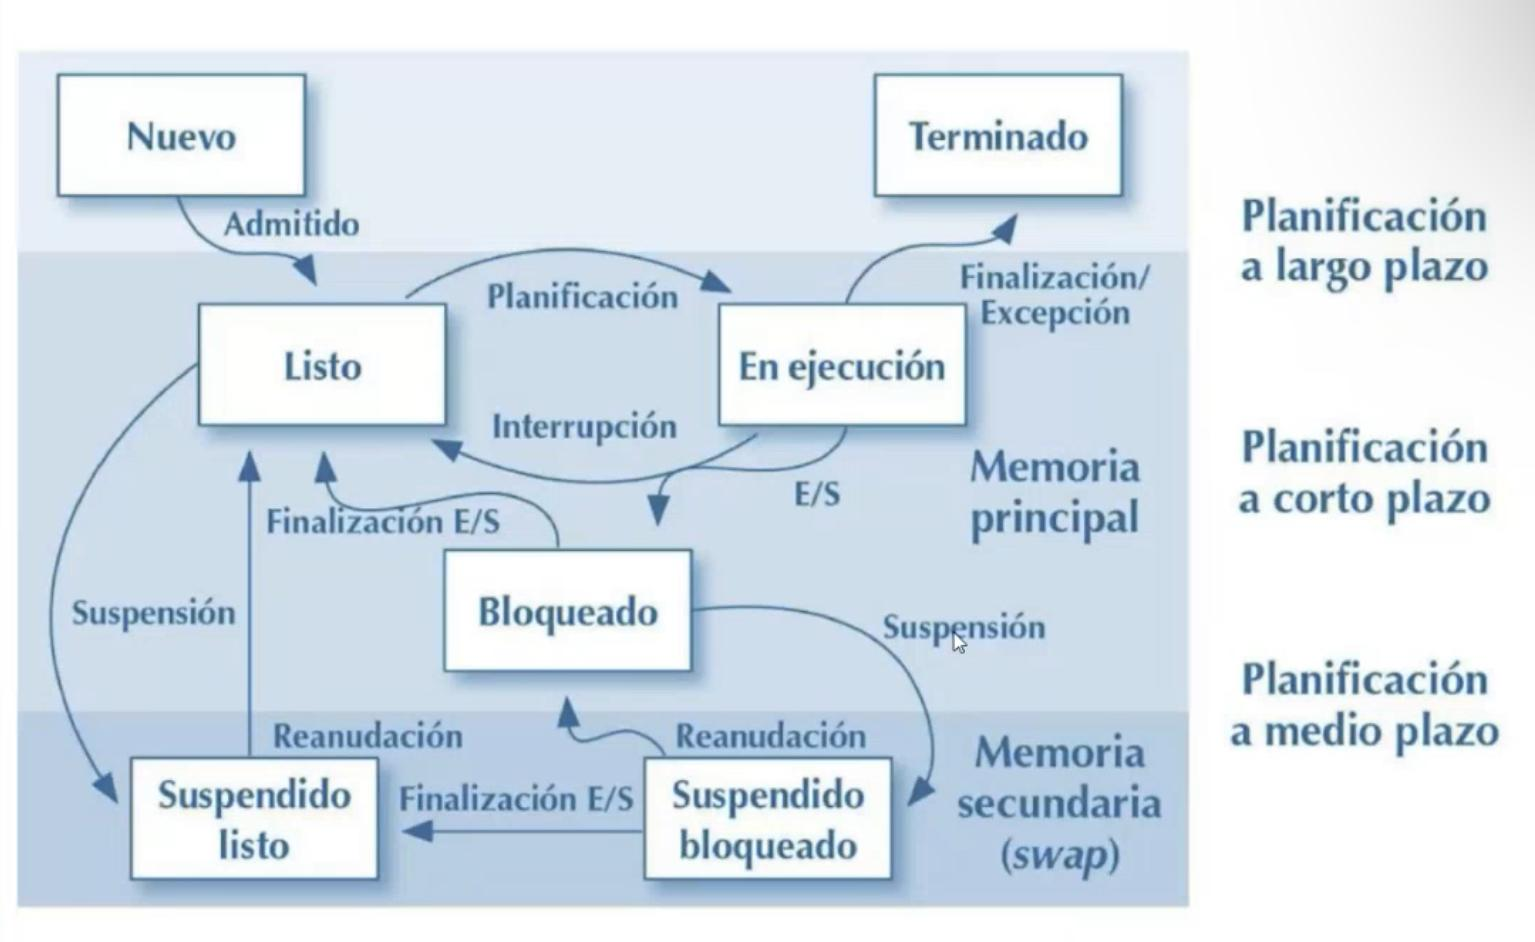 Nuevo
Terminado
Admitido
Planificación
a largo plazo
Planificación
Finalización/
Excepción
Listo
En ejecución
Interrupción
Memoria
principal
Planificación
a corto plazo
E/S
Finalización E/S
Bloqueado
Suspensión
Suspensión
Planificación
a medio plazo
Reanudación
Reanudación
Memoria
secundaria
(swap)
Suspendido
listo
Finalización E/S
Suspendido
bloqueado